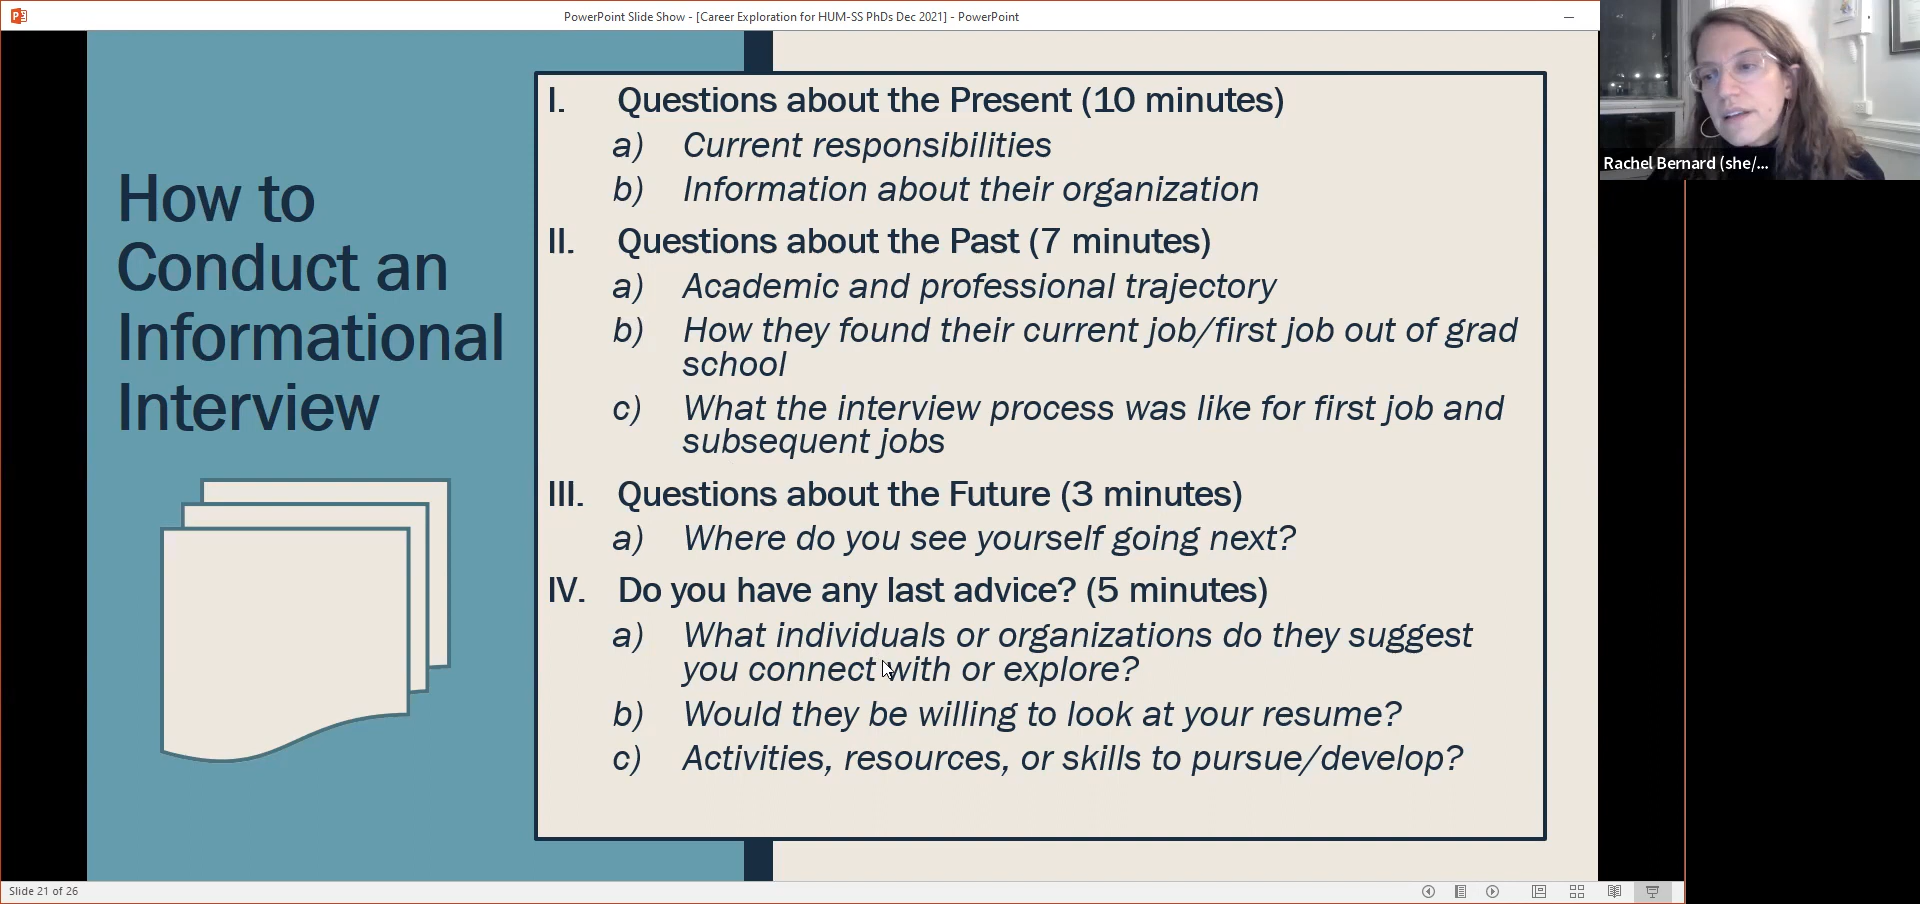 PowerPoint Slide Show - [Career Exploration for HUM-SS PhDs Dec 2021] - PowerPoint
How to
Conduct an
Informational
Interview
I. Questions about the Present (10 minutes)
a) Current responsibilities
b) Information about their organization
II. Questions about the Past (7 minutes)
a) Academic and professional trajectory
b) How they found their current job/first job out of grad
school
c) What the interview process was like for first job and
subsequent jobs
III. Questions about the Future (3 minutes)
a) Where do you see yourself going next?
IV. Do you have any last advice? (5 minutes)
a) What individuals or organizations do they suggest
you connect with or explore?
b) Would they be willing to look at your resume?
c) Activities, resources, or skills to pursue/develop?
Rachel Bernard (she/...
Slide 21 of 26